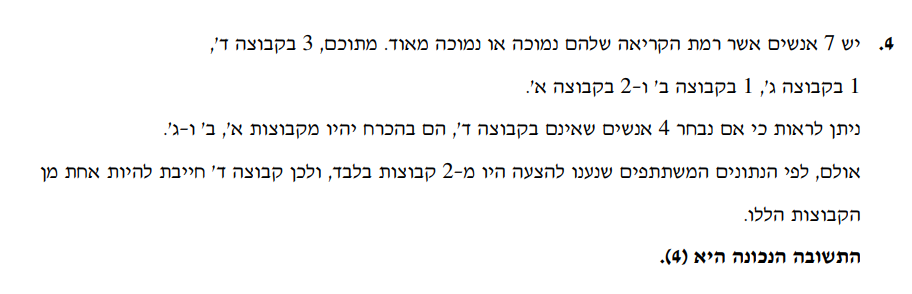 4. יש 7 אנשים אשר רמת הקריאה שלהם נמוכה או נמוכה מאוד. מתוכם, 3 בקבוצה ד',
1 בקבוצה ג', 1 בקבוצה ב' ו-2 בקבוצה א'.
ניתן לראות כי אם נבחר 4 אנשים שאינם בקבוצה ד', הם בהכרח יהיו מקבוצות א', ב' ו-ג'.
אולם, לפי הנתונים המשתתפים שנענו להצעה היו מ-2 קבוצות בלבד, ולכן קבוצה ד' חייבת להיות אחת מן
הקבוצות הללו.
התשובה הנכונה היא (4).